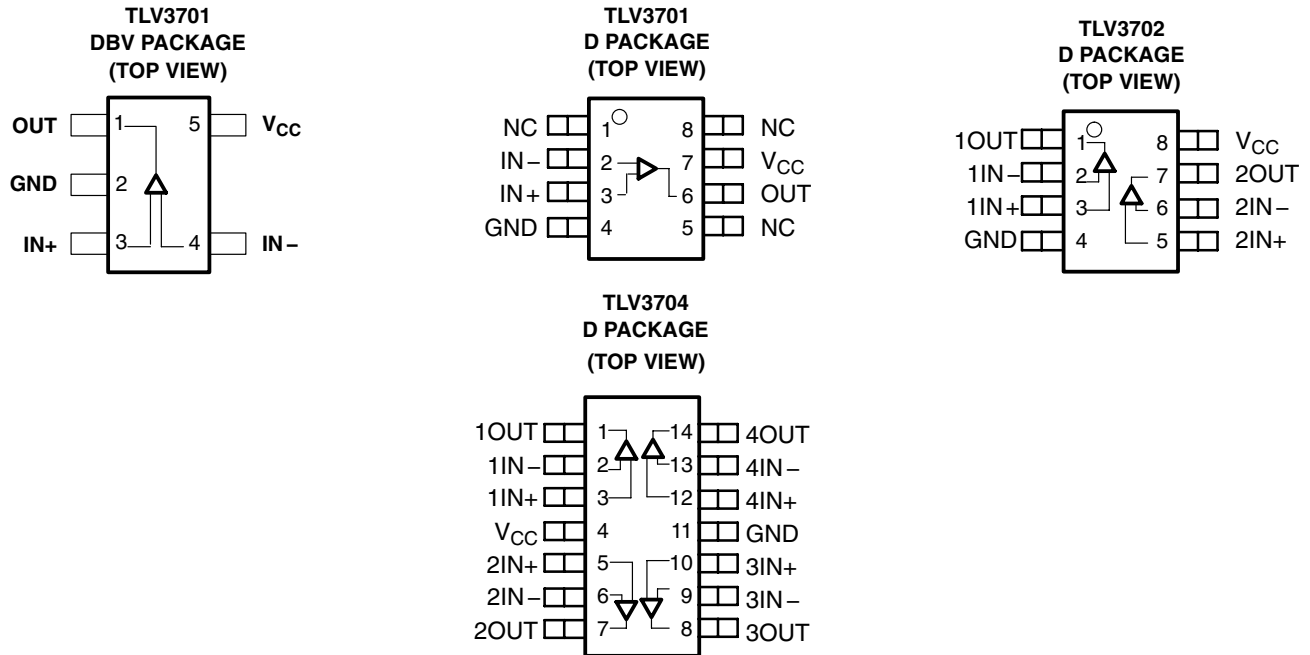 TLV3701
DBV PACKAGE
(TOP VIEW)
OUT 1 5 VCC
GND 2
IN+ 3 4 IN−
TLV3701
D PACKAGE
(TOP VIEW)
NC 1 8 NC
IN− 2 7 VCC
IN+ 3 6 OUT
GND 4 5 NC
TLV3702
D PACKAGE
(TOP VIEW)
1OUT 1 8 VCC
1IN− 2 7 2OUT
1IN+ 3 6 2IN−
GND 4 5 2IN+
TLV3704
D PACKAGE
(TOP VIEW)
1OUT 1 14 4OUT
1IN− 2 13 4IN−
1IN+ 3 12 4IN+
VCC 4 11 GND
2IN+ 5 10 3IN+
2IN− 6 9 3IN−
2OUT 7 8 3OUT